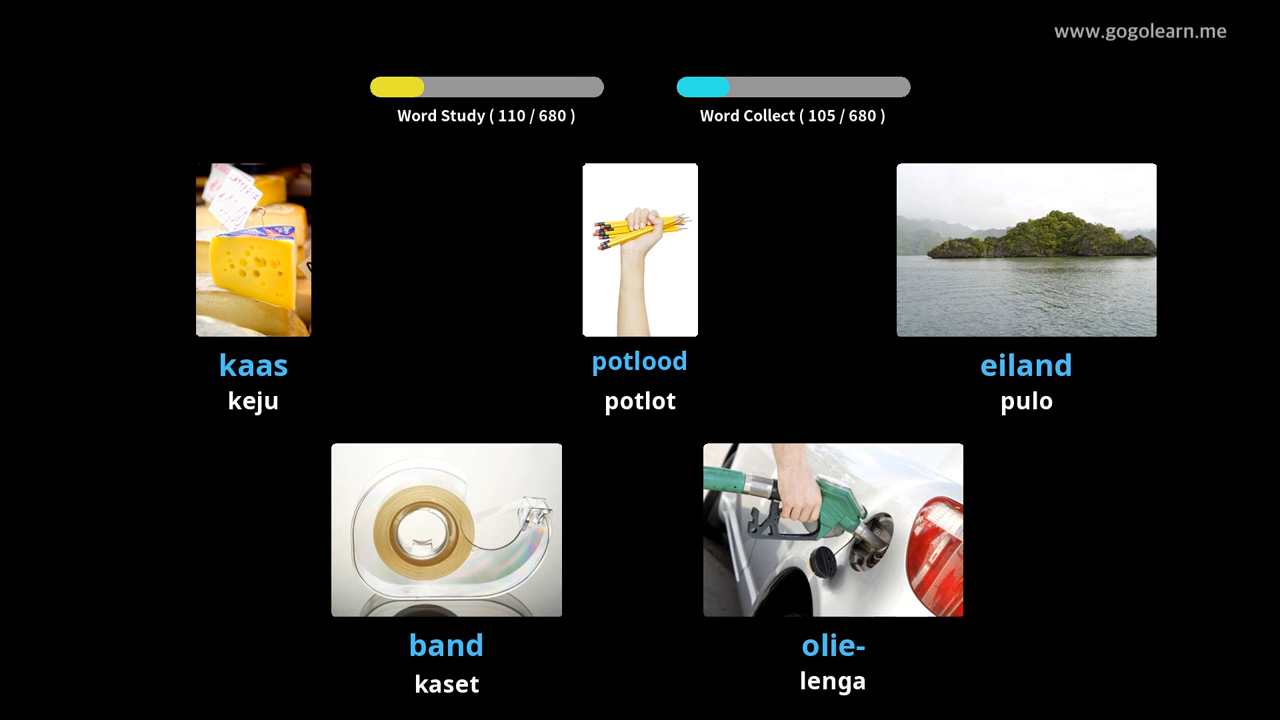 www.gogolearn.me
Word Study ( 110 / 680 )
Word Collect ( 105 / 680 )
kaas
keju
potlood
potlot
eiland
pulo
band
kaset
olie-
lenga